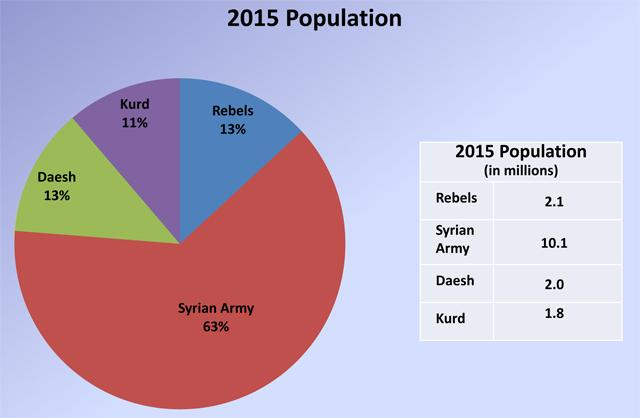 2015 Population
Kurd
11%
Rebels
13%
Daesh
13%
Syrian Army
63%
2015 Population
(in millions)
Rebels 2.1
Syrian
Army 10.1
Daesh 2.0
Kurd 1.8